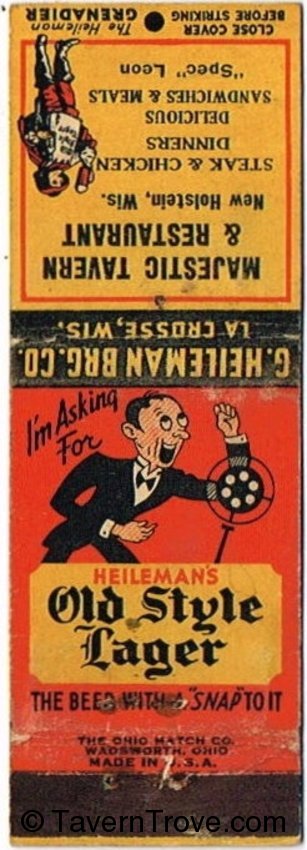 The Heileman
GRENADIER
CLOSE COVER
BEFORE STRIKING
MAJESTIC TAVERN
& RESTAURANT
New Holstein, Wis.
STEAK & CHICKEN
DINNERS
DELICIOUS
SANDWICHES & MEALS
"Spec" Leon
G. HEILEMAN BRG. CO.
LA CROSSE, WIS.
I'm Asking
For
HEILEMAN'S
Old Style
Lager
THE BEER WITH A "SNAP" TO IT
THE OHIO MATCH CO.
WADSWORTH, OHIO
MADE IN U.S.A.
© TavernTrove.com